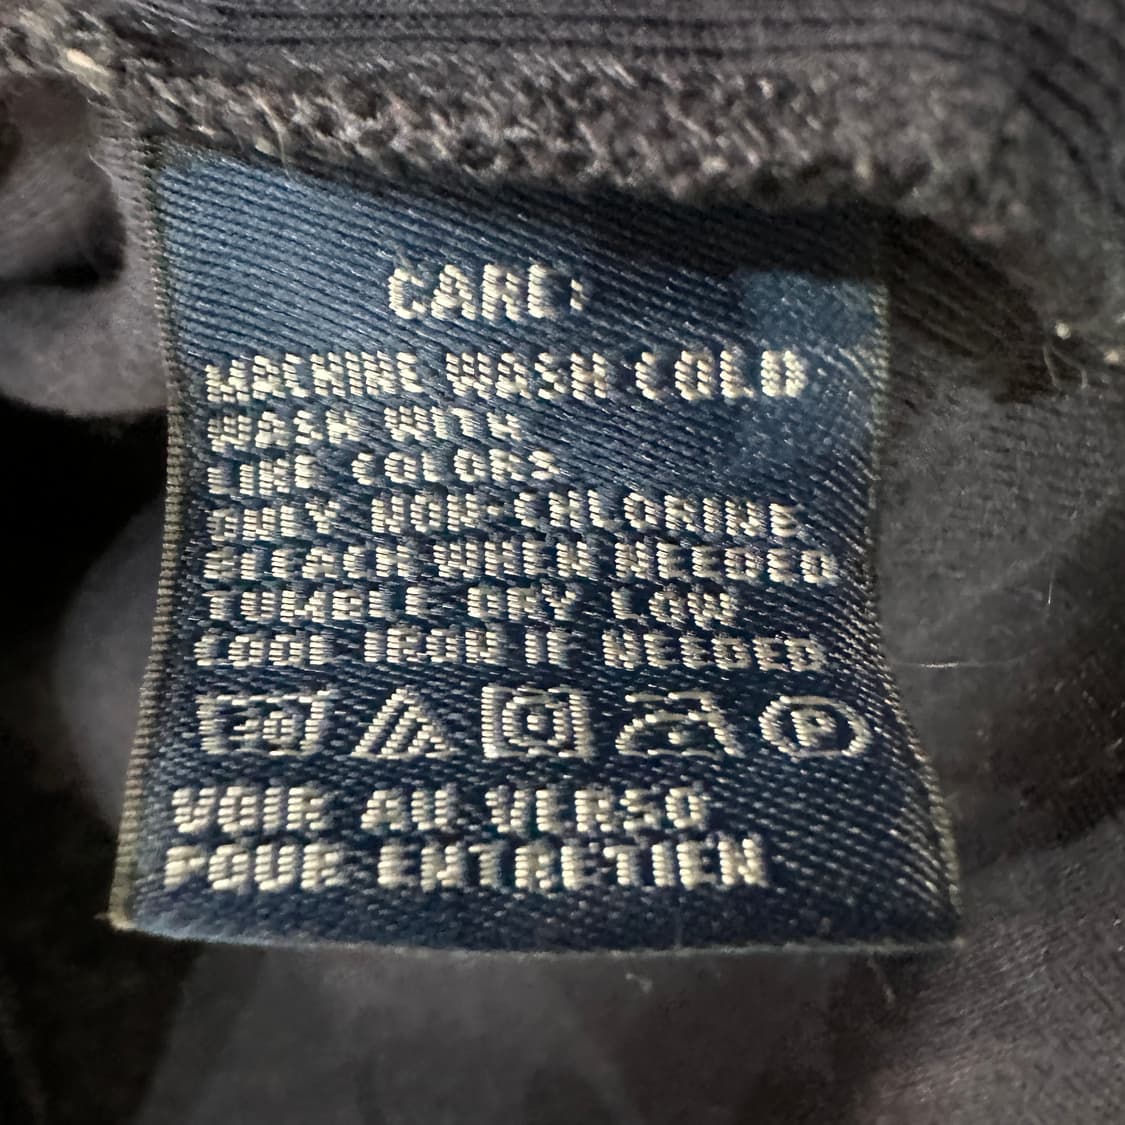 CARE:
MACHINE WASH COLD
WASH WITH
LIKE COLORS
ONLY NON-CHLORINE
BLEACH WHEN NEEDED
TUMBLE DRY LOW
COOL IRON IF NEEDED
P
VOIR AU VERSO
POUR ENTRETIEN